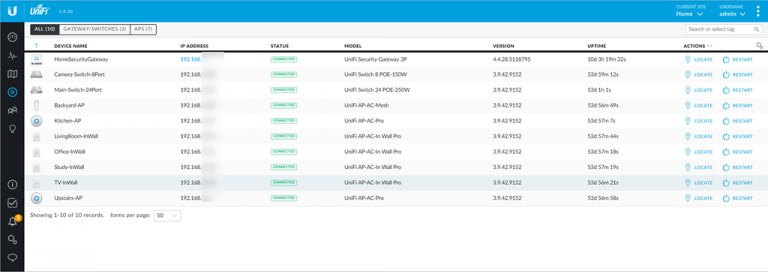 U UniFi 5.8.30 CURRENT SITE USERNAME
Home admin
ALL (10) GATEWAY/SWITCHES (3) APS (7) Search or select tag
DEVICE NAME IP ADDRESS STATUS MODEL VERSION UPTIME ACTIONS
HomeSecurityGateway 192.168. CONNECTED UniFi Security Gateway 3P 4.4.28.5118795 10d 3h 19m 32s LOCATE RESTART
Camera-Switch-8Port 192.168. CONNECTED UniFi Switch 8 POE-150W 3.9.42.9152 53d 59m 12s LOCATE RESTART
Main-Switch-24Port 192.168. CONNECTED UniFi Switch 24 POE-250W 3.9.42.9152 53d 1h 1s LOCATE RESTART
Backyard-AP 192.168. CONNECTED UniFi AP-AC-Mesh 3.9.42.9152 53d 56m 49s LOCATE RESTART
Kitchen-AP 192.168. CONNECTED UniFi AP-AC-Pro 3.9.42.9152 53d 57m 7s LOCATE RESTART
LivingRoom-InWall 192.168. CONNECTED UniFi AP-AC-In Wall Pro 3.9.42.9152 53d 57m 44s LOCATE RESTART
Office-InWall 192.168. CONNECTED UniFi AP-AC-In Wall Pro 3.9.42.9152 53d 57m 18s LOCATE RESTART
Study-InWall 192.168. CONNECTED UniFi AP-AC-In Wall Pro 3.9.42.9152 53d 57m 19s LOCATE RESTART
TV-InWall 192.168. CONNECTED UniFi AP-AC-In Wall Pro 3.9.42.9152 53d 56m 21s LOCATE RESTART
Upstairs-AP 192.168. CONNECTED UniFi AP-AC-Pro 3.9.42.9152 53d 56m 58s LOCATE RESTART
Showing 1-10 of 10 records. Items per page: 50